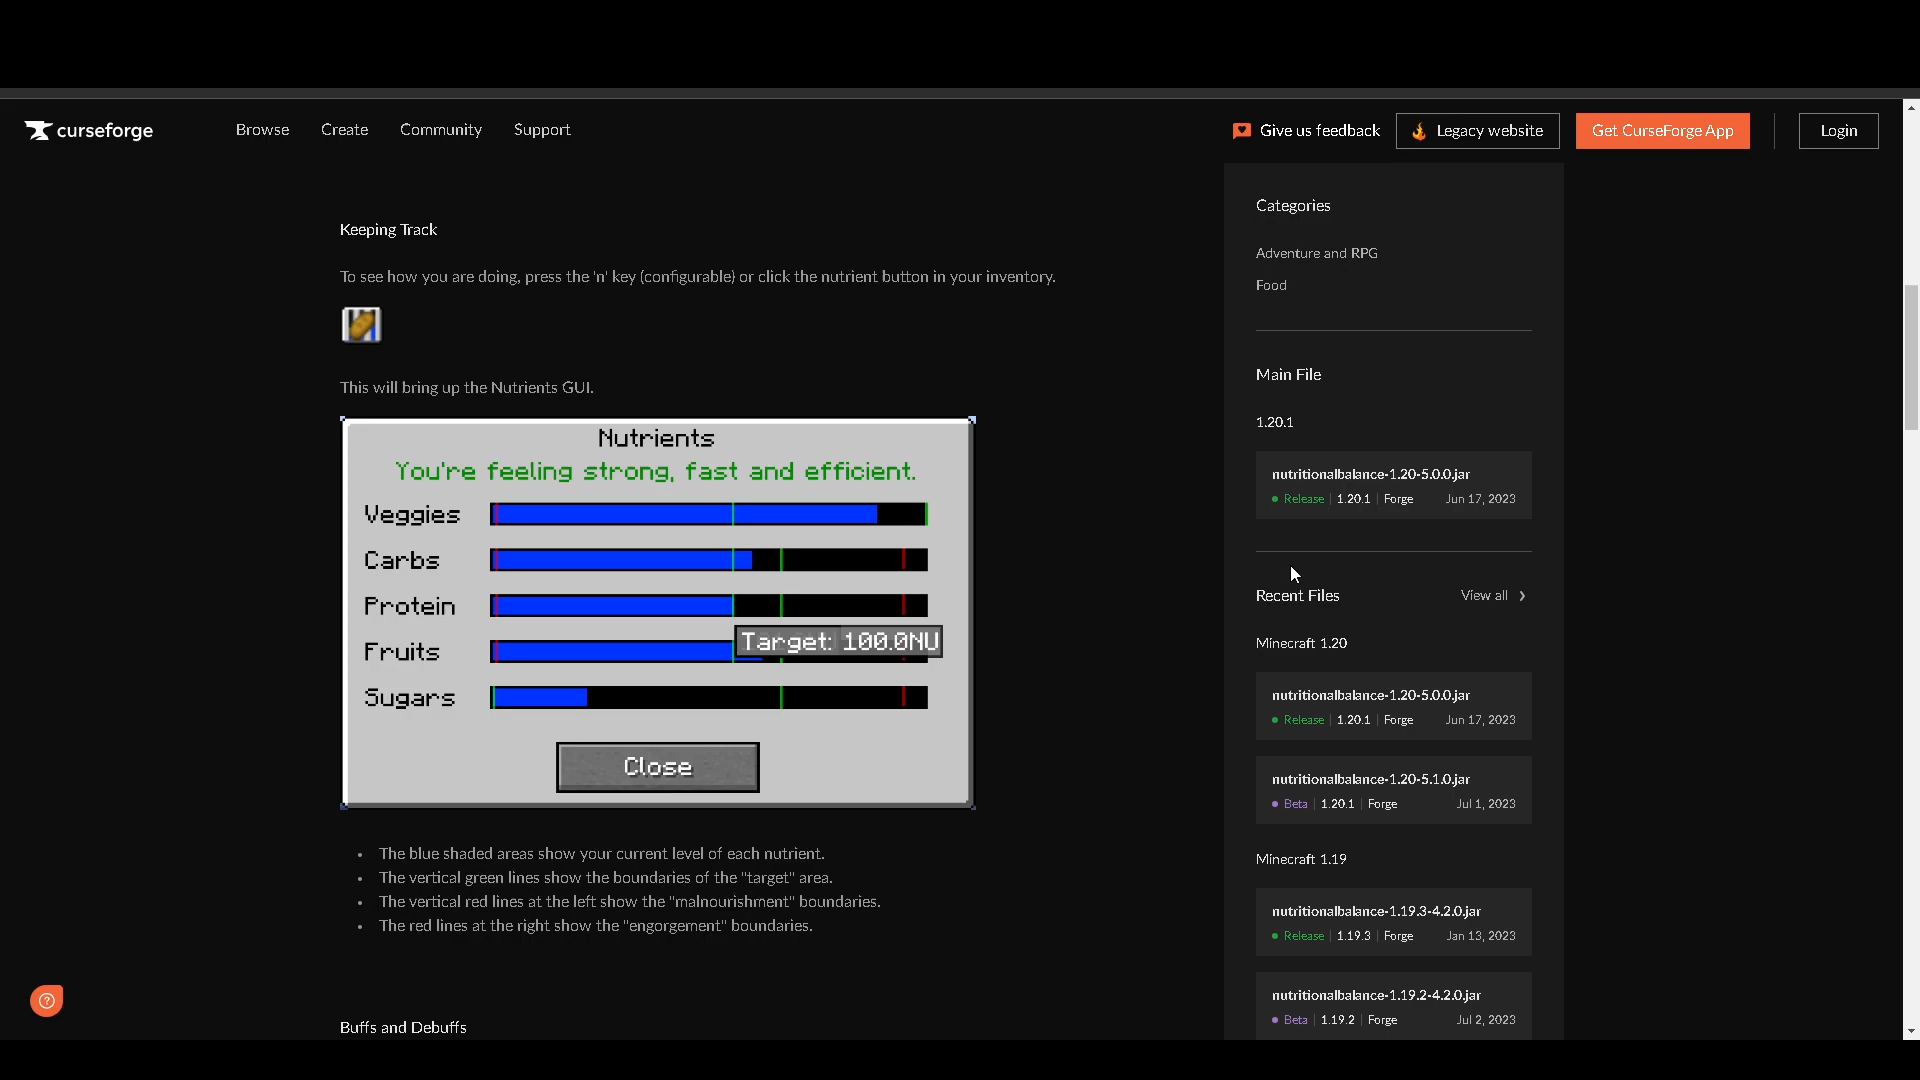 curseforge
Browse
Create
Community
Support
Give us feedback
Legacy website
Get CurseForge App
Login
Keeping Track
To see how you are doing, press the 'n' key (configurable) or click the nutrient button in your inventory.
This will bring up the Nutrients GUI.
Nutrients
You're feeling strong, fast and efficient.
Veggies
Carbs
Protein
Target: 100.0NU
Fruits
Sugars
Close
• The blue shaded areas show your current level of each nutrient.
• The vertical green lines show the boundaries of the "target" area.
• The vertical red lines at the left show the "malnourishment" boundaries.
• The red lines at the right show the "engorgement" boundaries.
Buffs and Debuffs
Categories
Adventure and RPG
Food
Main File
1.20.1
nutritionalbalance-1.20-5.0.0.jar
Release | 1.20.1 | Forge Jun 17, 2023
Recent Files View all
Minecraft 1.20
nutritionalbalance-1.20-5.0.0.jar
Release | 1.20.1 | Forge Jun 17, 2023
nutritionalbalance-1.20-5.1.0.jar
Beta | 1.20.1 | Forge Jul 1, 2023
Minecraft 1.19
nutritionalbalance-1.19.3-4.2.0.jar
Release | 1.19.3 | Forge Jan 13, 2023
nutritionalbalance-1.19.2-4.2.0.jar
Beta | 1.19.2 | Forge Jul 2, 2023